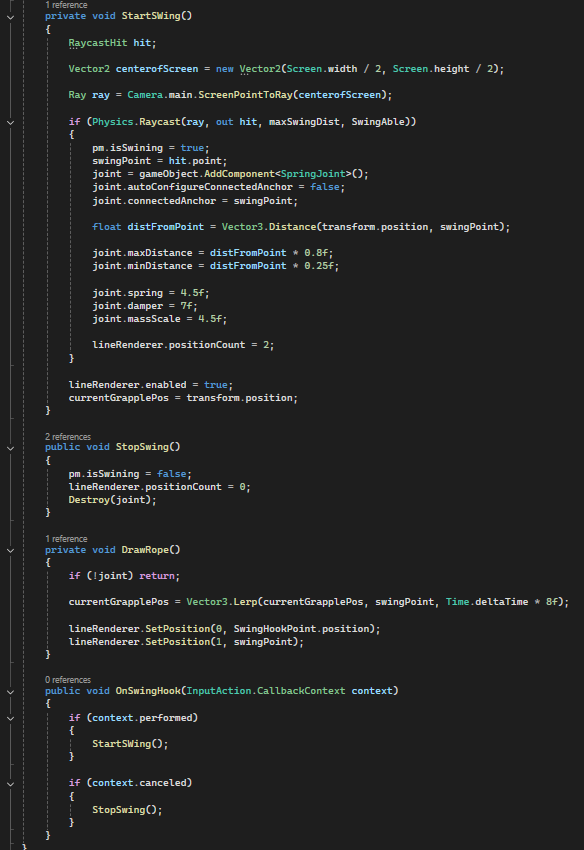 1 reference
private void StartSWing()
{
RaycastHit hit;
Vector2 centerofScreen = new Vector2(Screen.width / 2, Screen.height / 2);
Ray ray = Camera.main.ScreenPointToRay(centerofScreen);
if (Physics.Raycast(ray, out hit, maxSwingDist, SwingAble))
{
pm.isSwining = true;
swingPoint = hit.point;
joint = gameObject.AddComponent<SpringJoint>();
joint.autoConfigureConnectedAnchor = false;
joint.connectedAnchor = swingPoint;
float distFromPoint = Vector3.Distance(transform.position, swingPoint);
joint.maxDistance = distFromPoint * 0.8f;
joint.minDistance = distFromPoint * 0.25f;
joint.spring = 4.5f;
joint.damper = 7f;
joint.massScale = 4.5f;
lineRenderer.positionCount = 2;
}
lineRenderer.enabled = true;
currentGrapplePos = transform.position;
}
2 references
public void StopSwing()
{
pm.isSwining = false;
lineRenderer.positionCount = 0;
Destroy(joint);
}
1 reference
private void DrawRope()
{
if (!joint) return;
currentGrapplePos = Vector3.Lerp(currentGrapplePos, swingPoint, Time.deltaTime * 8f);
lineRenderer.SetPosition(0, SwingHookPoint.position);
lineRenderer.SetPosition(1, swingPoint);
}
0 references
public void OnSwingHook(InputAction.CallbackContext context)
{
if (context.performed)
{
StartSWing();
}
if (context.canceled)
{
StopSwing();
}
}
}